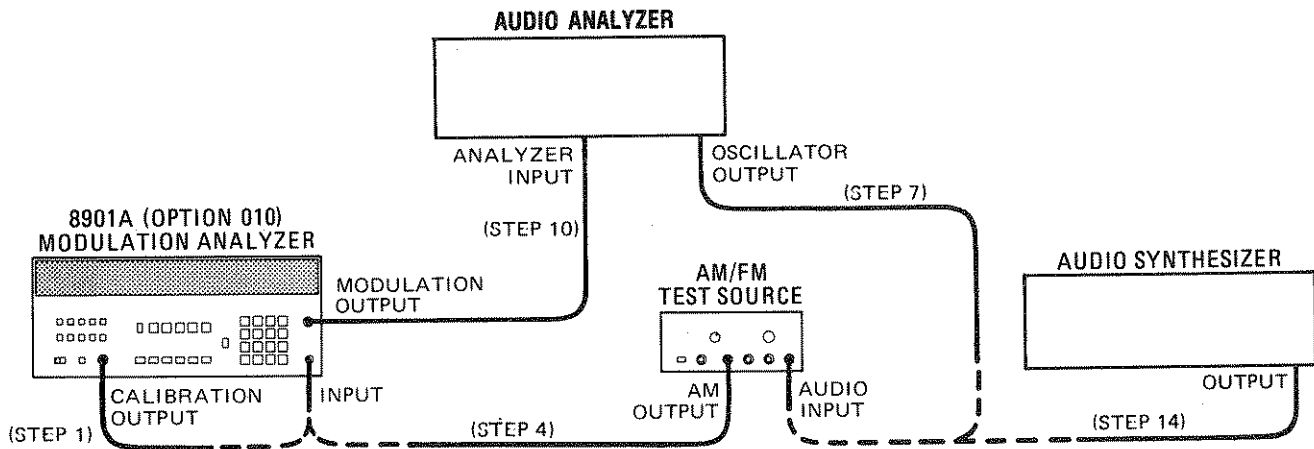 AUDIO ANALYZER
ANALYZER
INPUT
OSCILLATOR
OUTPUT
(STEP 7)
8901A (OPTION 010)
MODULATION ANALYZER
(STEP 10)
MODULATION
OUTPUT
AM/FM
TEST SOURCE
AUDIO SYNTHESIZER
CALIBRATION
OUTPUT
INPUT
AM
OUTPUT
AUDIO
INPUT
OUTPUT
(STEP 1)
(STEP 4)
(STEP 14)